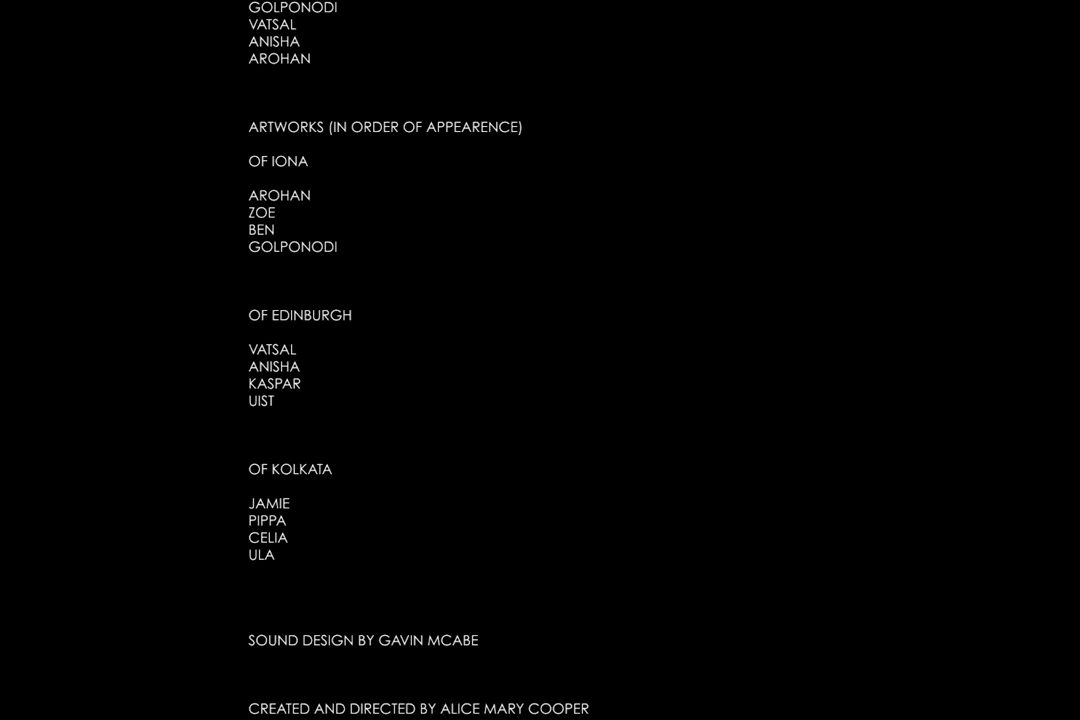 GOLPONODI
VATSAL
ANISHA
AROHAN
ARTWORKS (IN ORDER OF APPEARENCE)
OF IONA
AROHAN
ZOE
BEN
GOLPONODI
OF EDINBURGH
VATSAL
ANISHA
KASPAR
UIST
OF KOLKATA
JAMIE
PIPPA
CELIA
ULA
SOUND DESIGN BY GAVIN MCABE
CREATED AND DIRECTED BY ALICE MARY COOPER